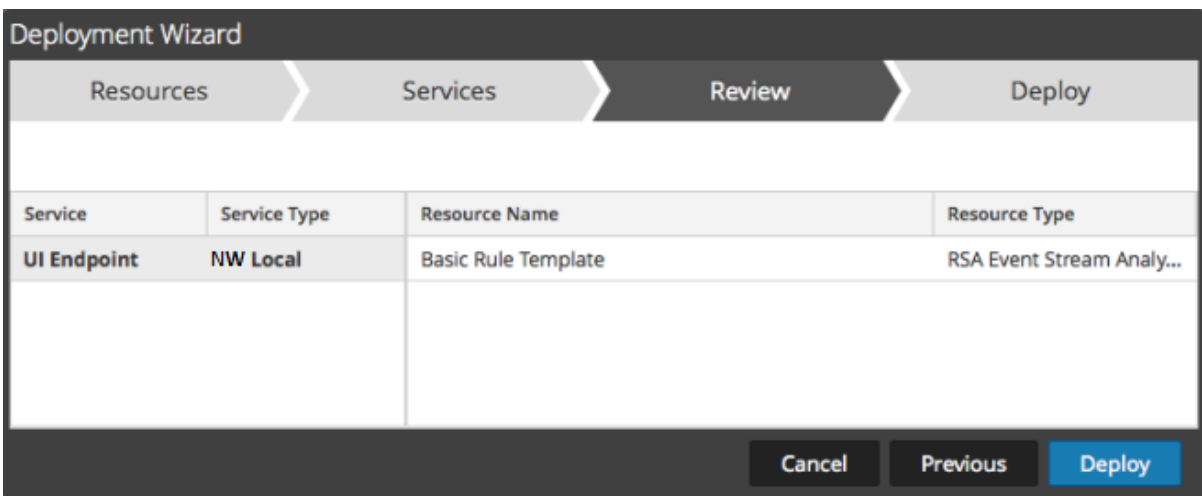 Deployment Wizard
Resources Services Review Deploy
Service Service Type Resource Name Resource Type
UI Endpoint NW Local Basic Rule Template RSA Event Stream Analy...
Cancel Previous Deploy